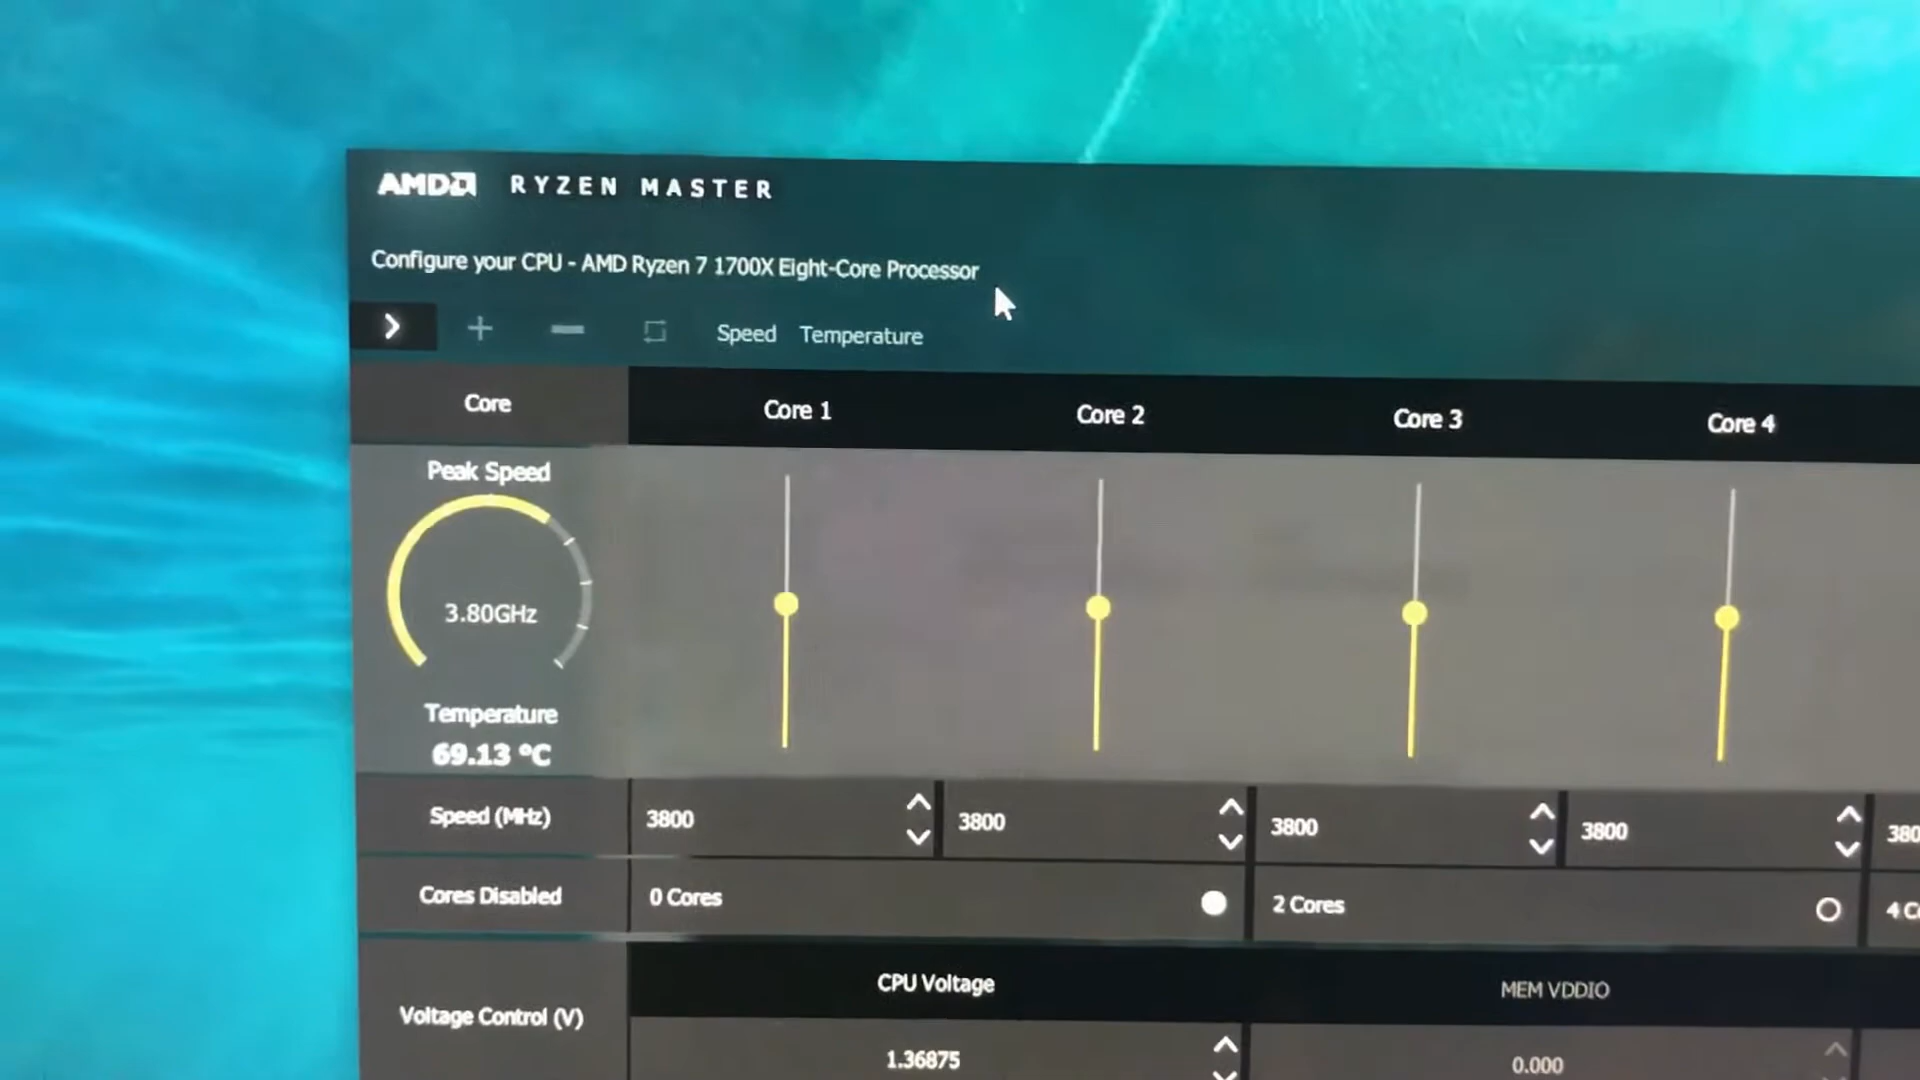 AMD RYZEN MASTER
Configure your CPU - AMD Ryzen 7 1700X Eight-Core Processor
Speed Temperature
Core Core 1 Core 2 Core 3 Core 4
Peak Speed
3.80GHz
Temperature
69.13 °C
Speed (MHz) 3800 3800 3800 3800 380
Cores Disabled 0 Cores 2 Cores 4 C
CPU Voltage MEM VDDIO
Voltage Control (V)
1.36875 0.000